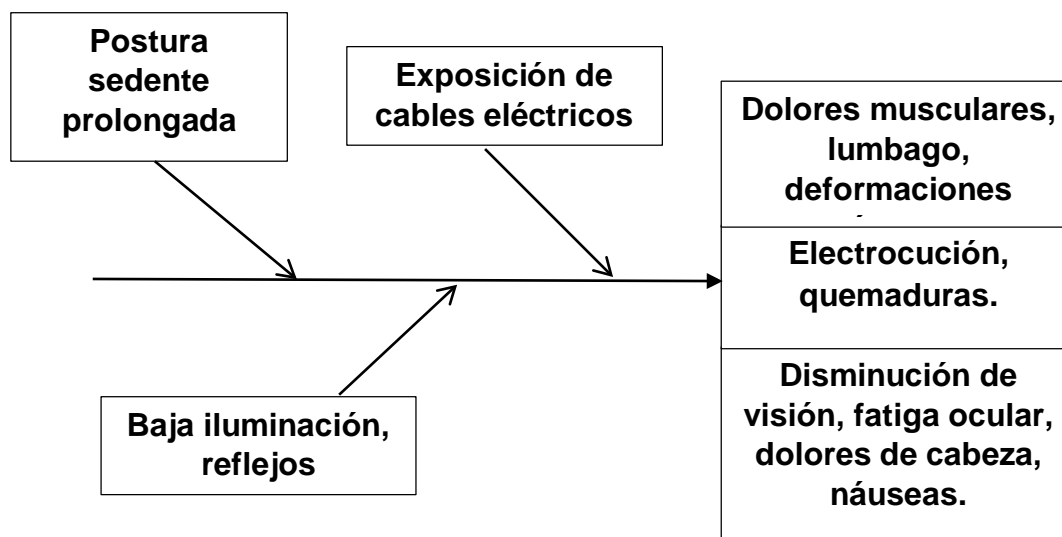 Postura
sedente
prolongada
Exposición de
cables eléctricos
Dolores musculares,
lumbago,
deformaciones
Electrocución,
quemaduras.
Baja iluminación,
reflejos
Disminución de
visión, fatiga ocular,
dolores de cabeza,
náuseas.